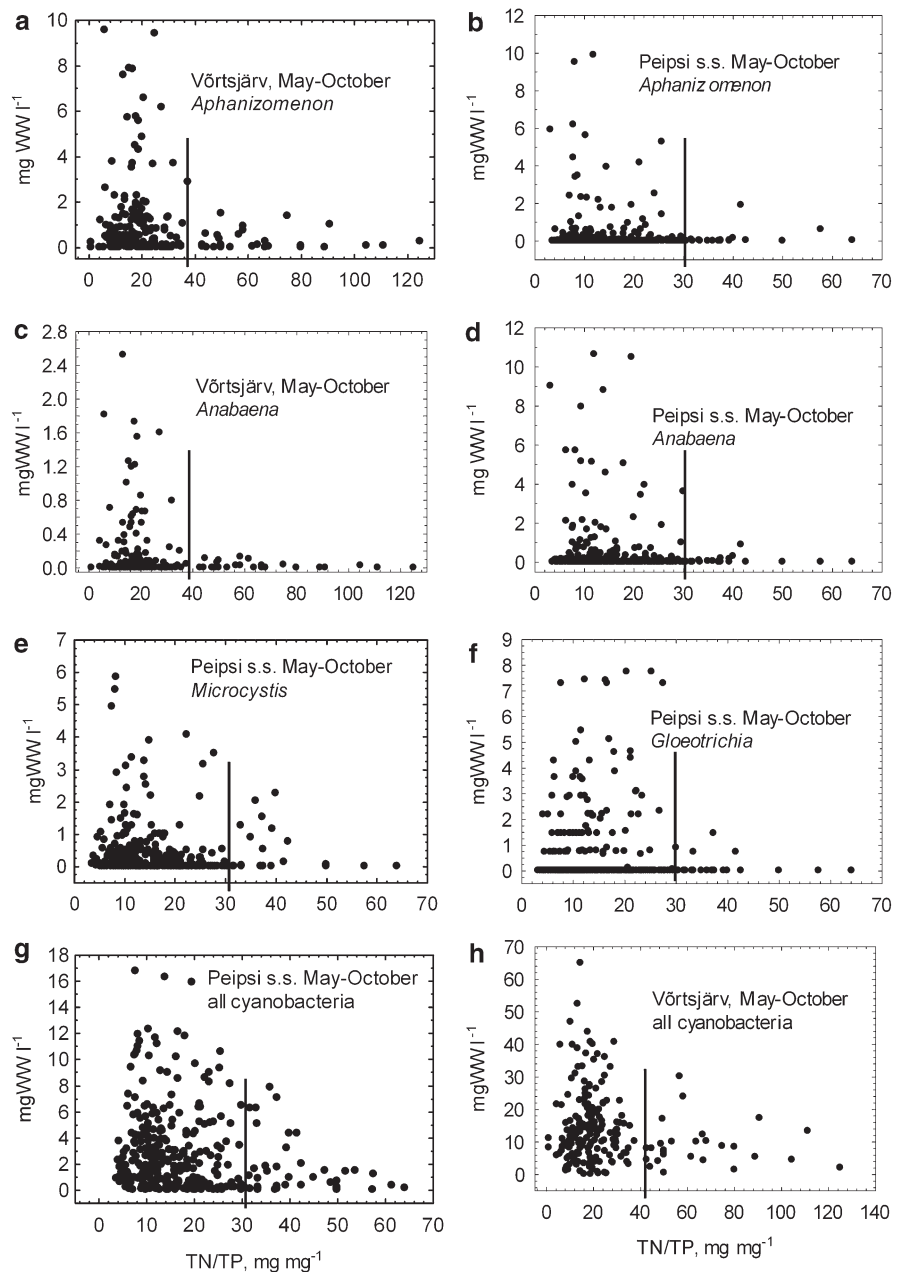 a
10
8
6
4
2
0
mg WW l-1
Võrtsjärv, May-October
Aphanizomenon
0 20 40 60 80 100 120
b
12
10
8
6
4
2
0
mgWW l-1
Peipsi s.s. May-October
Aphanizomenon
0 10 20 30 40 50 60 70
c
2.8
2.4
2.0
1.6
1.2
0.8
0.4
0.0
mgWW l-1
Võrtsjärv, May-October
Anabaena
0 20 40 60 80 100 120
d
12
10
8
6
4
2
0
mg WW l-1
Peipsi s.s. May-October
Anabaena
0 10 20 30 40 50 60 70
e
7
6
5
4
3
2
1
0
mgWW l-1
Peipsi s.s. May-October
Microcystis
0 10 20 30 40 50 60 70
f
9
8
7
6
5
4
3
2
1
0
mgWW l-1
Peipsi s.s. May-October
Gloeotrichia
0 10 20 30 40 50 60 70
g
18
16
14
12
10
8
6
4
2
0
mgWW l-1
Peipsi s.s. May-October
all cyanobacteria
0 10 20 30 40 50 60 70
TN/TP, mg mg-1
h
70
60
50
40
30
20
10
0
mgWW l-1
Võrtsjärv, May-October
all cyanobacteria
0 20 40 60 80 100 120 140
TN/TP, mg mg-1